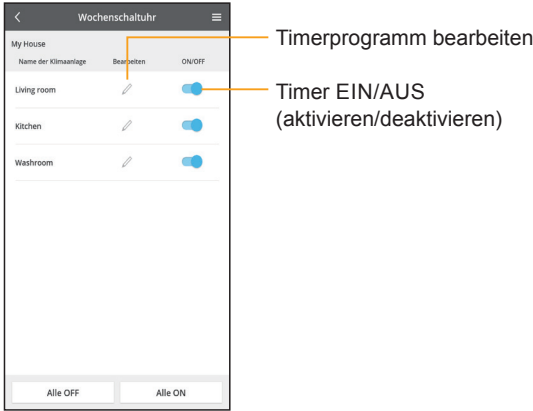 Wochenschaltuhr
My House
Name der Klimaanlage Bearbeiten ON/OFF
Living room
Kitchen
Washroom
Alle OFF Alle ON
Timerprogramm bearbeiten
Timer EIN/AUS
(aktivieren/deaktivieren)